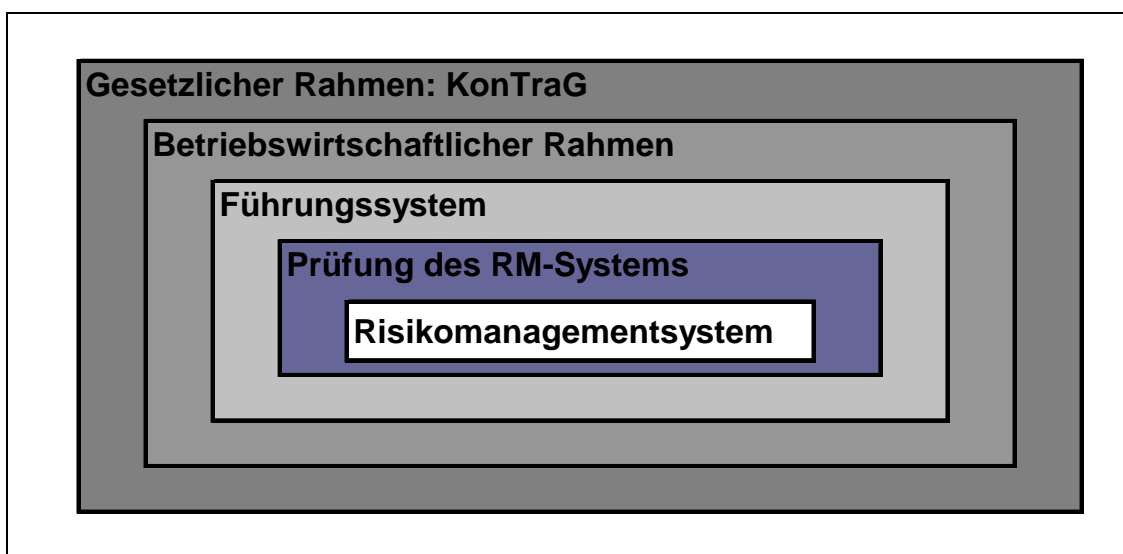 Gesetzlicher Rahmen: KonTraG
Betriebswirtschaftlicher Rahmen
Führungssystem
Prüfung des RM-Systems
Risikomanagementsystem